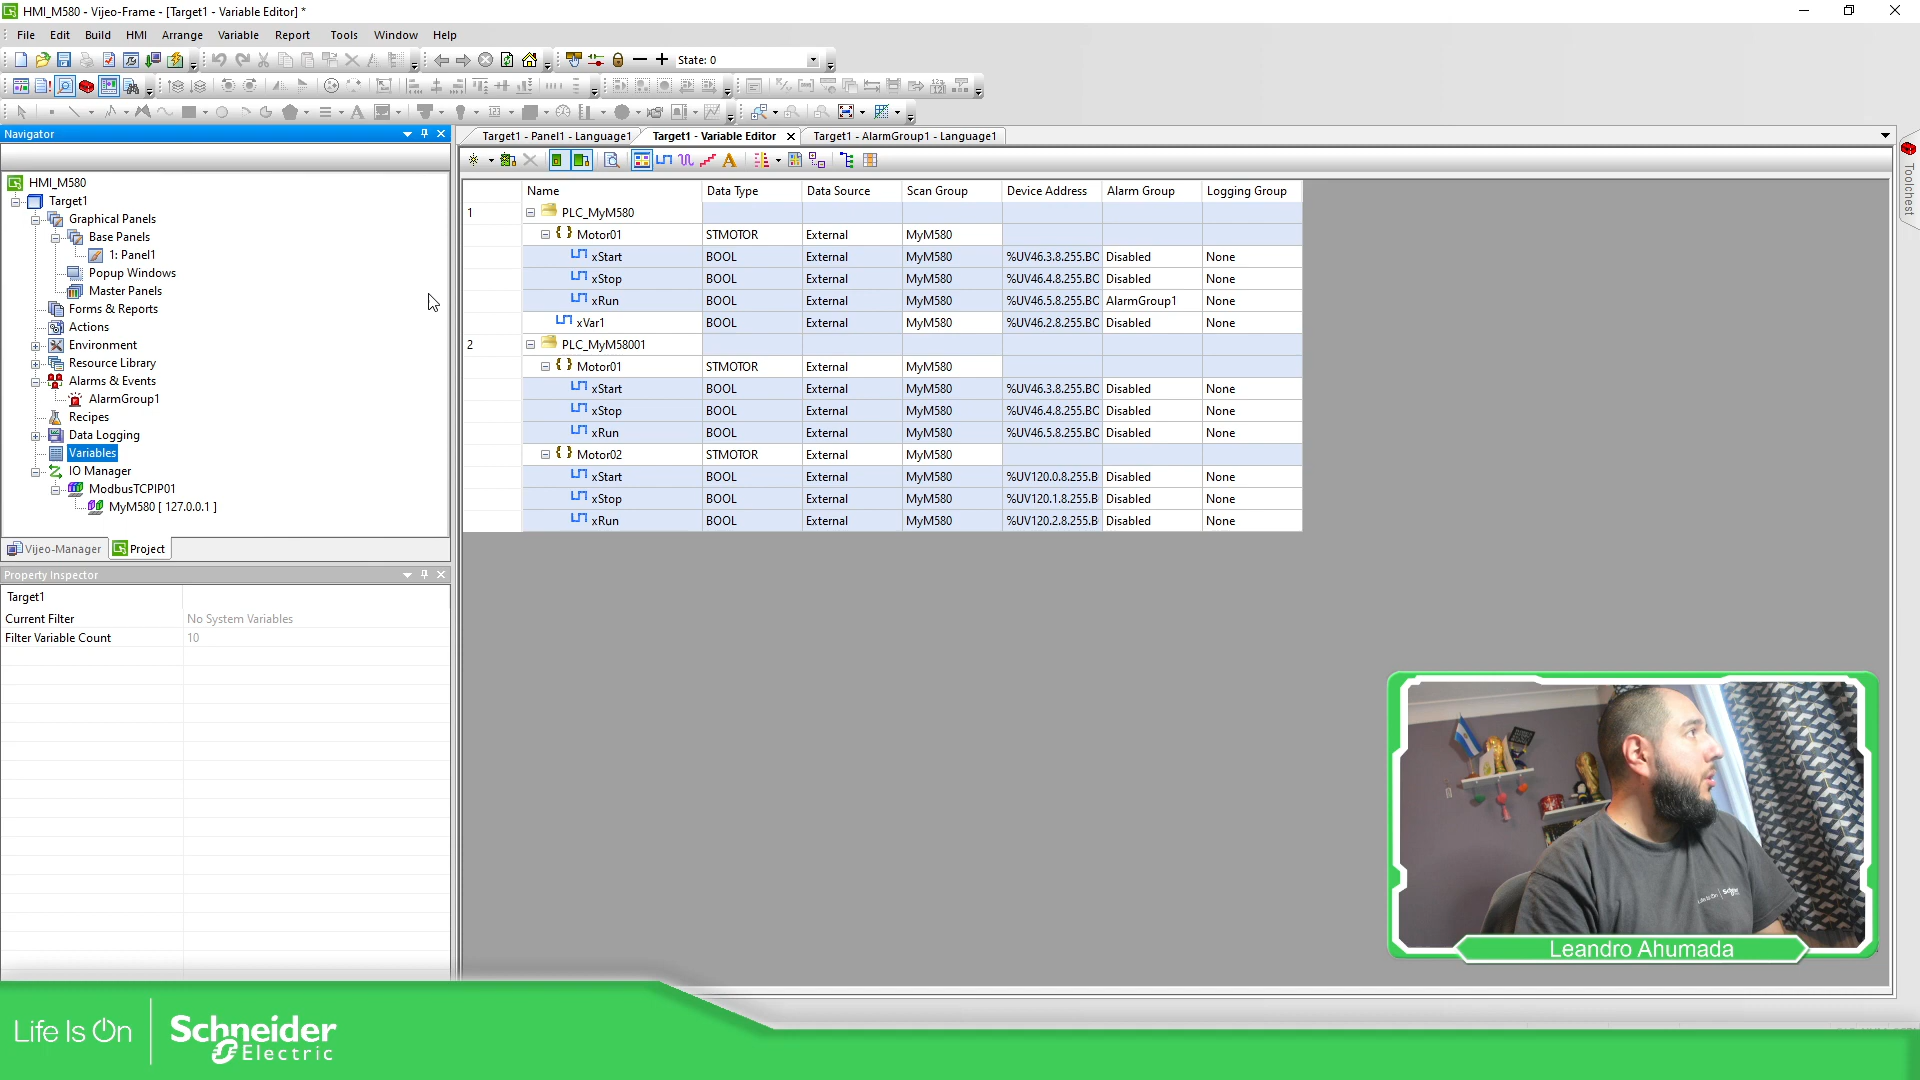 HMI_M580 - Vijeo-Frame - [Target1 - Variable Editor] *
File Edit Build HMI Arrange Variable Report Tools Window Help
State: 0
Navigator
Target1 - Panel1 - Language1 Target1 - Variable Editor Target1 - AlarmGroup1 - Language1
Toolchest
HMI_M580
Target1
Graphical Panels
Base Panels
1: Panel1
Popup Windows
Master Panels
Forms & Reports
Actions
Environment
Resource Library
Alarms & Events
AlarmGroup1
Recipes
Data Logging
Variables
IO Manager
ModbusTCPIP01
MyM580 [ 127.0.0.1 ]
Vijeo-Manager Project
Property Inspector
Target1
Current Filter No System Variables
Filter Variable Count 10
Name Data Type Data Source Scan Group Device Address Alarm Group Logging Group
1 PLC_MyM580
Motor01 STMOTOR External MyM580
xStart BOOL External MyM580 %UV46.3.8.255.BC Disabled None
xStop BOOL External MyM580 %UV46.4.8.255.BC Disabled None
xRun BOOL External MyM580 %UV46.5.8.255.BC AlarmGroup1 None
xVar1 BOOL External MyM580 %UV46.2.8.255.BC Disabled None
2 PLC_MyM58001
Motor01 STMOTOR External MyM580
xStart BOOL External MyM580 %UV46.3.8.255.BC Disabled None
xStop BOOL External MyM580 %UV46.4.8.255.BC Disabled None
xRun BOOL External MyM580 %UV46.5.8.255.BC Disabled None
Motor02 STMOTOR External MyM580
xStart BOOL External MyM580 %UV120.0.8.255.B Disabled None
xStop BOOL External MyM580 %UV120.1.8.255.B Disabled None
xRun BOOL External MyM580 %UV120.2.8.255.B Disabled None
Leandro Ahumada
Life Is On
Schneider
Electric